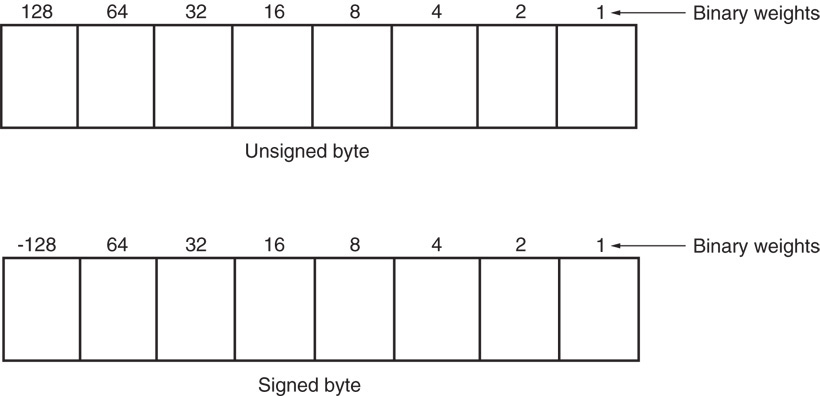 128 64 32 16 8 4 2 1 Binary weights
Unsigned byte
-128 64 32 16 8 4 2 1 Binary weights
Signed byte